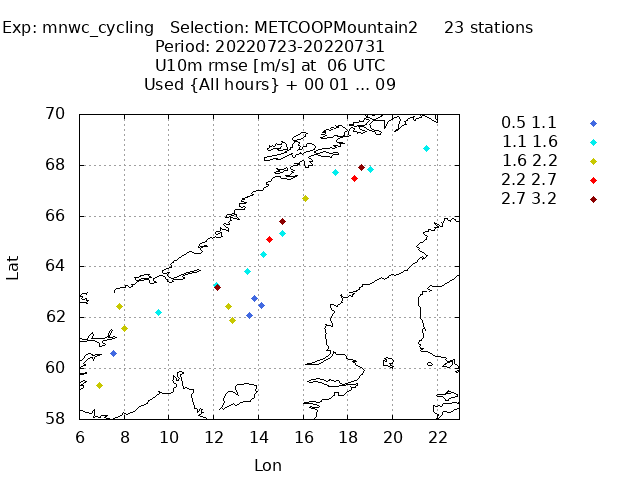 Exp: mnwc_cycling Selection: METCOOPMountain2 23 stations
Period: 20220723-20220731
U10m rmse [m/s] at 06 UTC
Used {All hours} + 00 01 ... 09
70
68
66
64
62
60
58
Lat
6 8 10 12 14 16 18 20 22
Lon
0.5 1.1
1.1 1.6
1.6 2.2
2.2 2.7
2.7 3.2